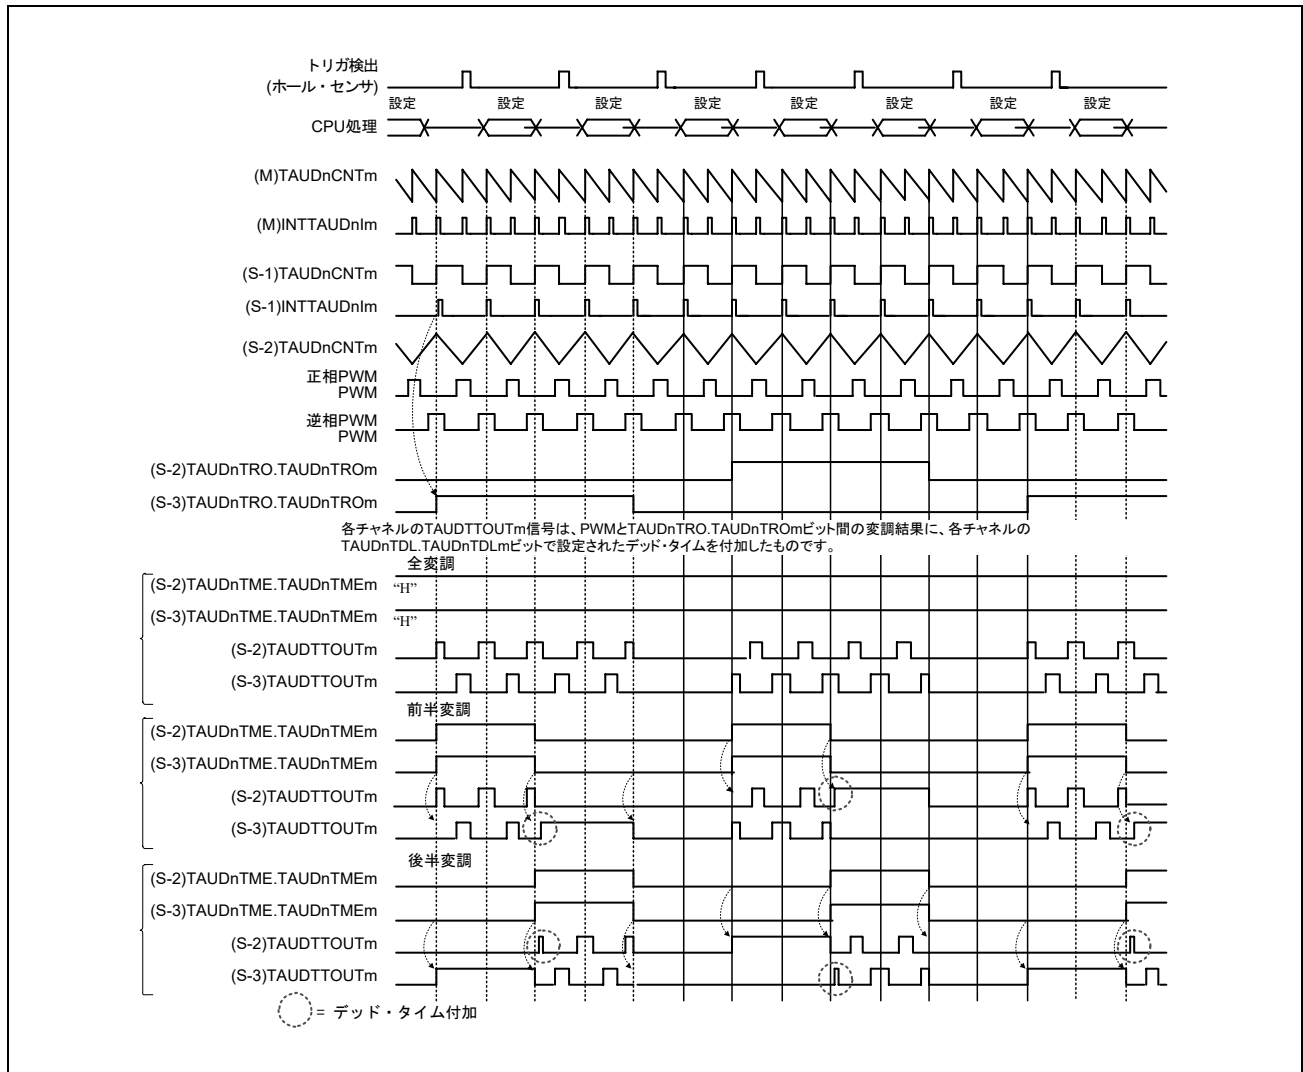 トリガ検出
(ホール・センサ)
設定 設定 設定 設定 設定 設定 設定 設定
CPU処理
(M)TAUDnCNTm
(M)INTTAUDnIm
(S-1)TAUDnCNTm
(S-1)INTTAUDnIm
(S-2)TAUDnCNTm
正相PWM
PWM
逆相PWM
PWM
(S-2)TAUDnTRO.TAUDnTROm
(S-3)TAUDnTRO.TAUDnTROm
各チャネルのTAUDTTOUTm信号は、PWMとTAUDnTRO.TAUDnTROmビット間の変調結果に、各チャネルの
TAUDnTDL.TAUDnTDLmビットで設定されたデッド・タイムを付加したものです。
全変調
(S-2)TAUDnTME.TAUDnTMEm “H”
(S-3)TAUDnTME.TAUDnTMEm “H”
(S-2)TAUDTTOUTm
(S-3)TAUDTTOUTm
前半変調
(S-2)TAUDnTME.TAUDnTMEm
(S-3)TAUDnTME.TAUDnTMEm
(S-2)TAUDTTOUTm
(S-3)TAUDTTOUTm
後半変調
(S-2)TAUDnTME.TAUDnTMEm
(S-3)TAUDnTME.TAUDnTMEm
(S-2)TAUDTTOUTm
(S-3)TAUDTTOUTm
= デッド・タイム付加